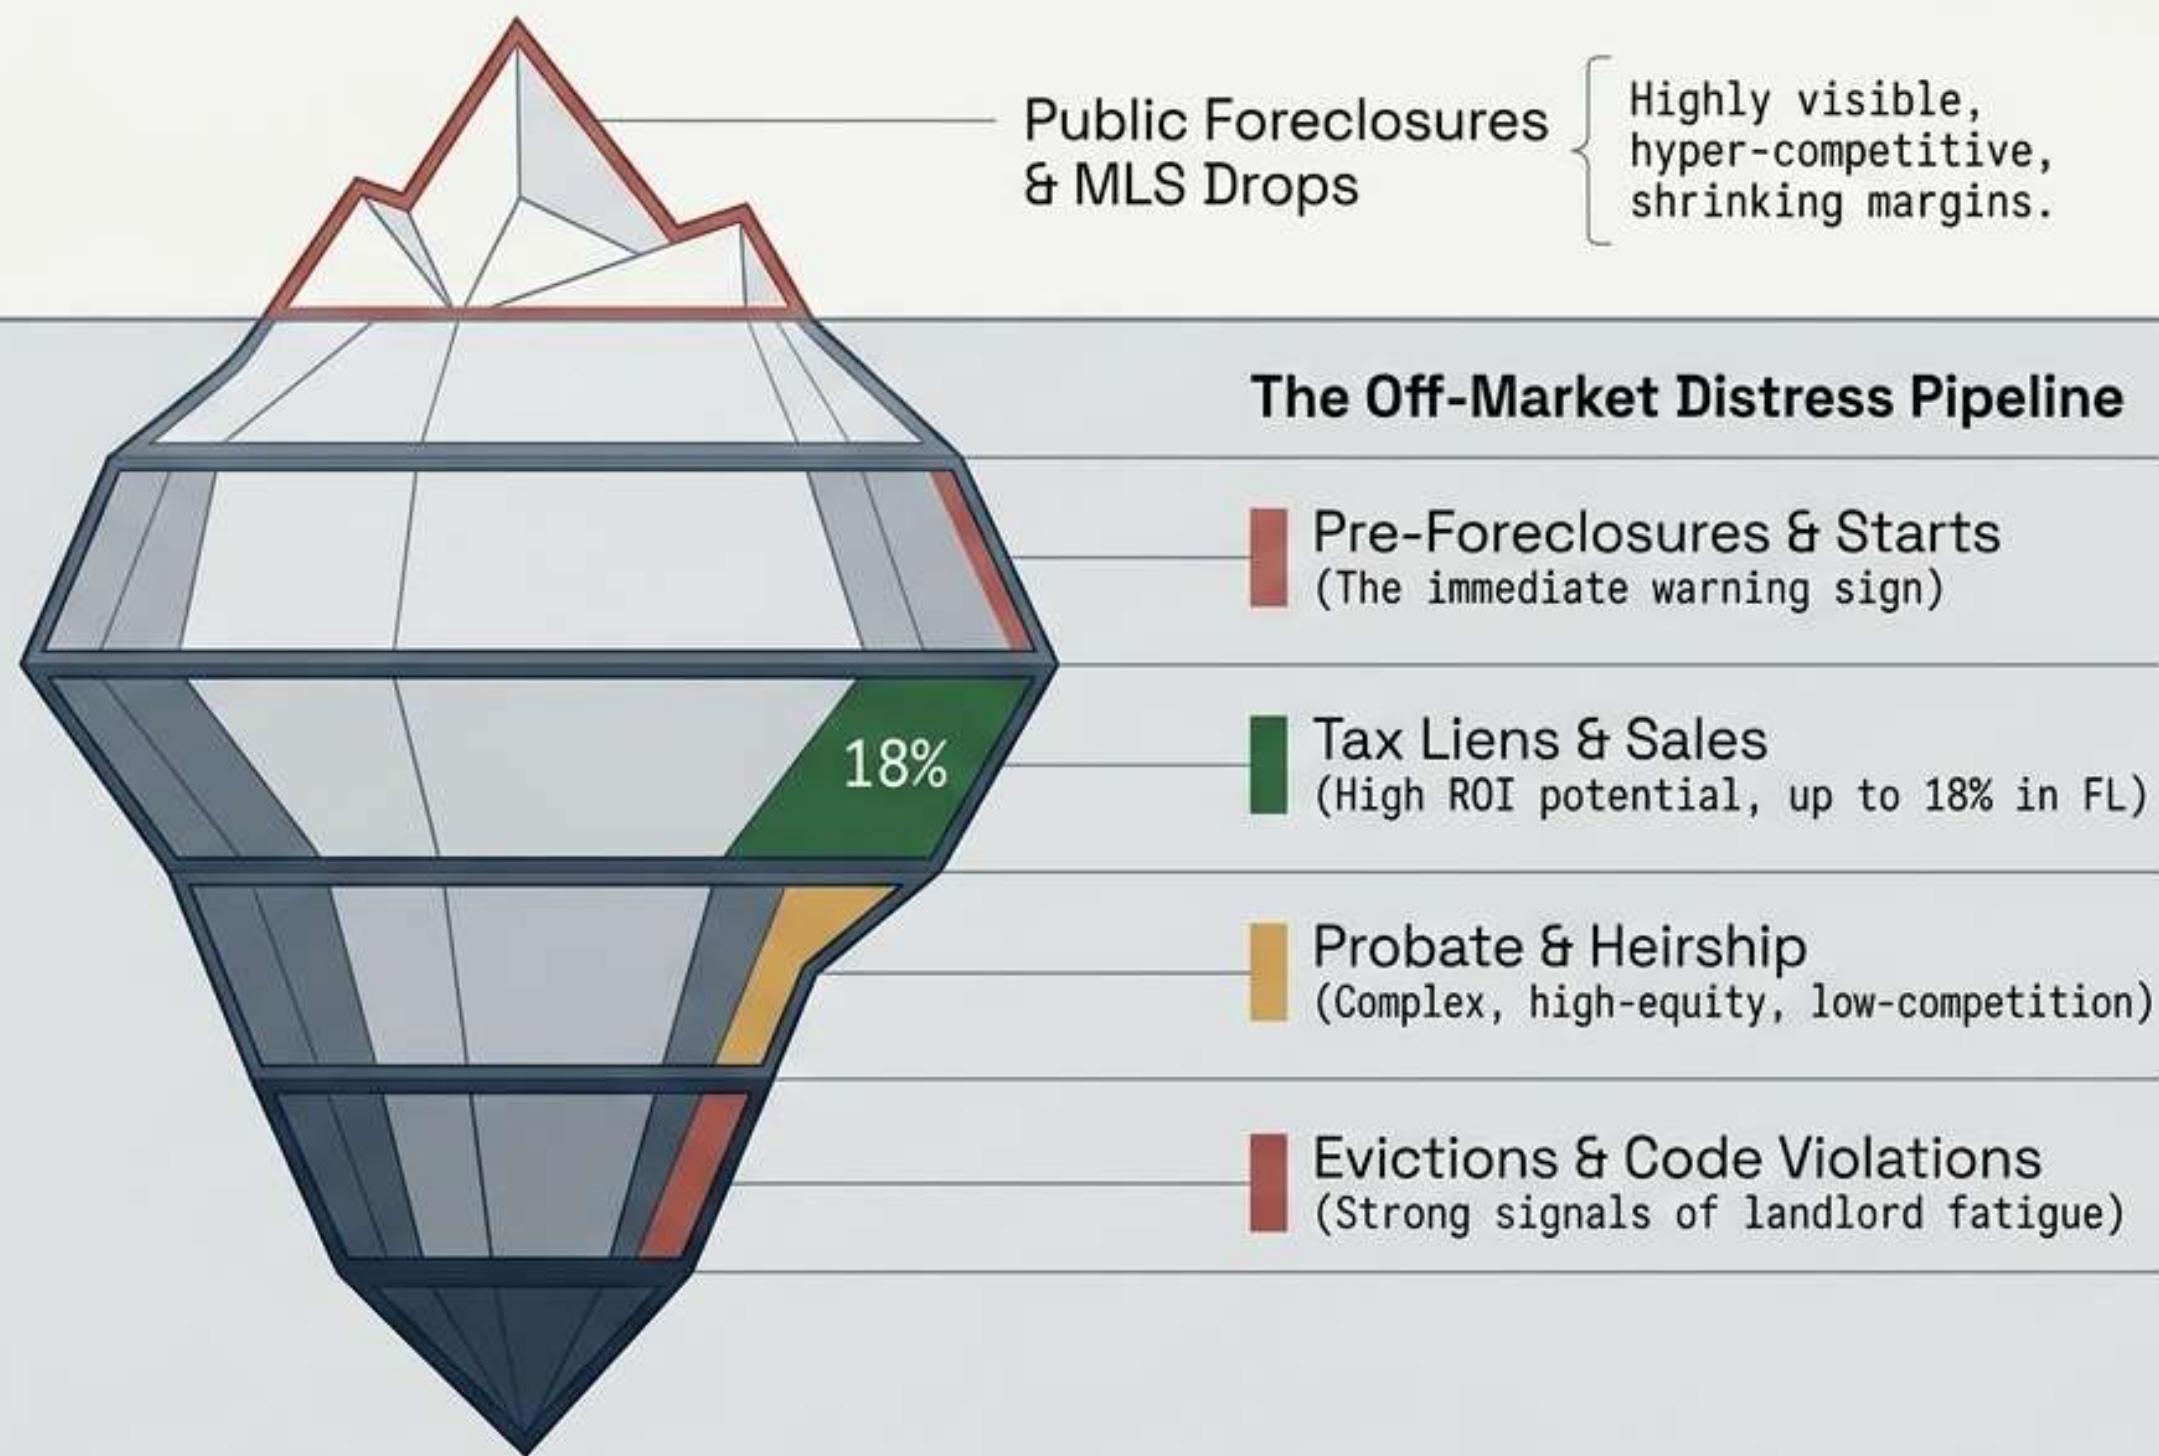 Public Foreclosures
& MLS Drops
Highly visible,
hyper-competitive,
shrinking margins.
The Off-Market Distress Pipeline
Pre-Foreclosures & Starts
(The immediate warning sign)
18%
Tax Liens & Sales
(High ROI potential, up to 18% in FL)
Probate & Heirship
(Complex, high-equity, low-competition)
Evictions & Code Violations
(Strong signals of landlord fatigue)